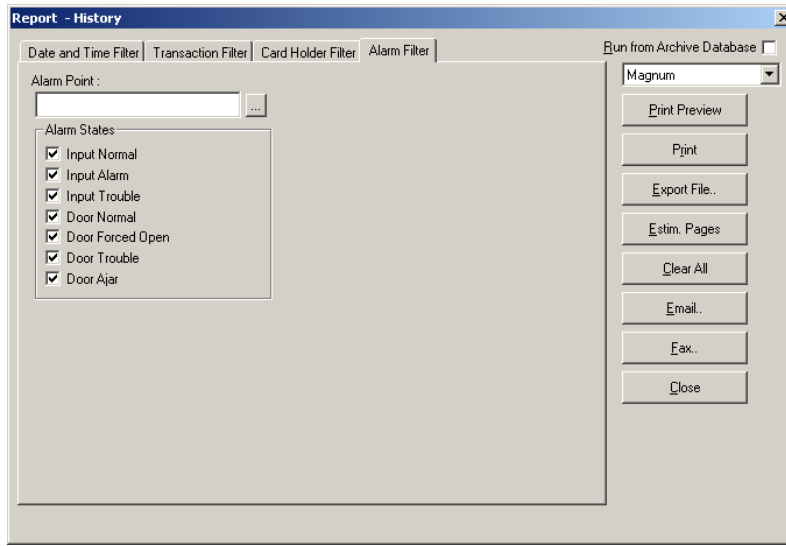 Report - History
Date and Time Filter
Transaction Filter
Card Holder Filter
Alarm Filter
Run from Archive Database
Magnum
Alarm Point :
...
Alarm States
Input Normal
Input Alarm
Input Trouble
Door Normal
Door Forced Open
Door Trouble
Door Ajar
Print Preview
Print
Export File..
Estim. Pages
Clear All
Email..
Fax..
Close